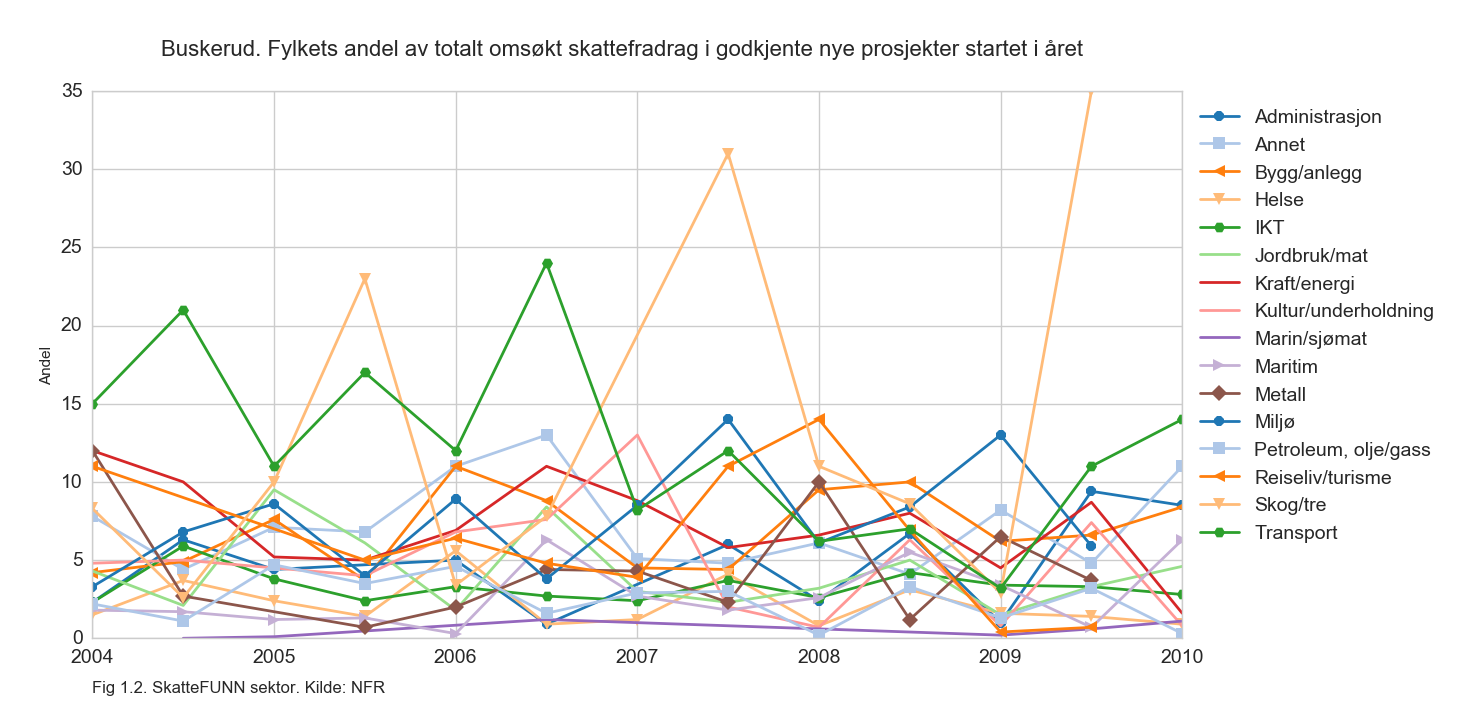 Buskerud. Fylkets andel av totalt omsøkt skattefradrag i godkjente nye prosjekter startet i året
35
30
25
20
15
10
5
0
Andel
2004 2005 2006 2007 2008 2009 2010
Administrasjon
Annet
Bygg/anlegg
Helse
IKT
Jordbruk/mat
Kraft/energi
Kultur/underholdning
Marin/sjømat
Maritim
Metall
Miljø
Petroleum, olje/gass
Reiseliv/turisme
Skog/tre
Transport
Fig 1.2. SkatteFUNN sektor. Kilde: NFR